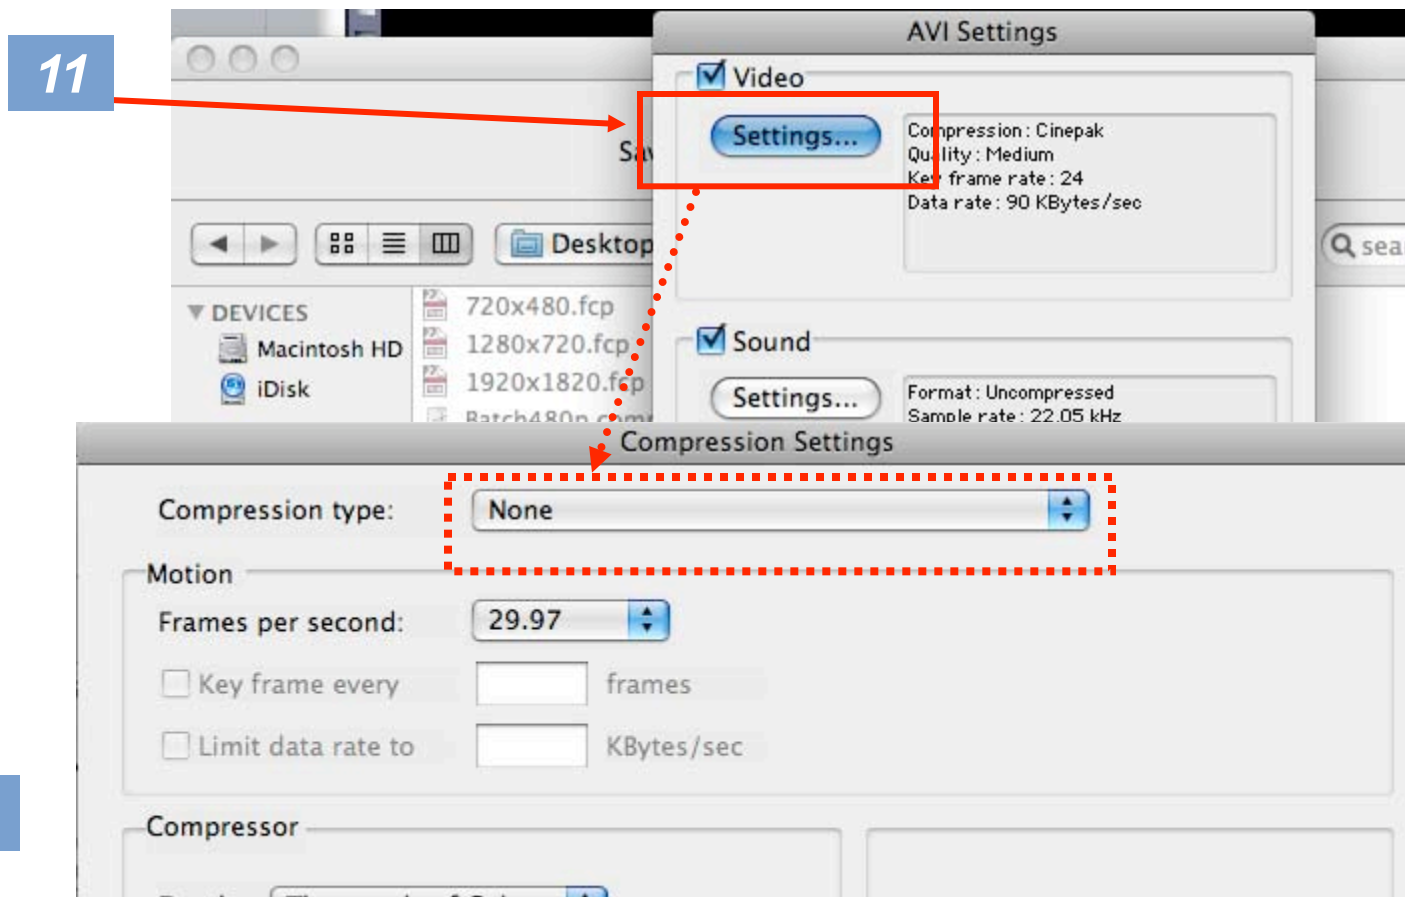 11
AVI Settings
Video
Settings...
Compression : Cinepak
Quality : Medium
Key frame rate : 24
Data rate : 90 KBytes/sec
Desktop
sea
DEVICES
Macintosh HD
iDisk
720x480.fcp
1280x720.fcp
1920x1820.fcp
Sound
Settings...
Format : Uncompressed
Sample rate : 22.05 kHz
Compression Settings
Compression type:
None
Motion
Frames per second:
29.97
Key frame every
frames
Limit data rate to
KBytes/sec
Compressor